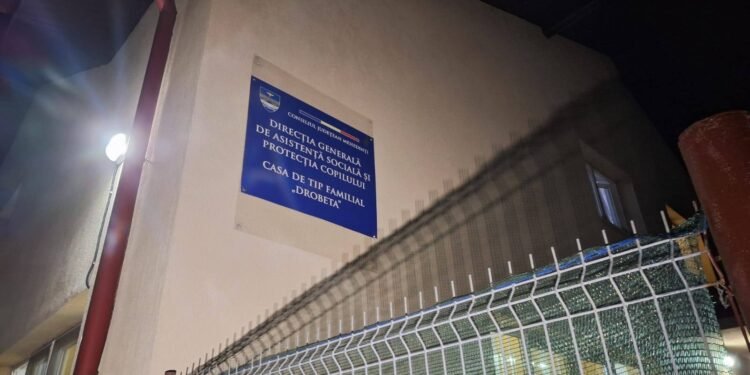 CONSILIUL JUDEȚEAN MEHEDINȚI
DIRECȚIA GENERALĂ
DE ASISTENȚĂ SOCIALĂ ȘI
PROTECȚIA COPILULUI
CASA DE TIP FAMILIAL
„DROBETA”